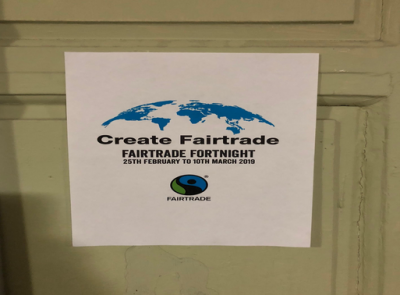 Create Fairtrade
FAIRTRADE FORTNIGHT
25TH FEBRUARY TO 10TH MARCH 2019
®
FAIRTRADE